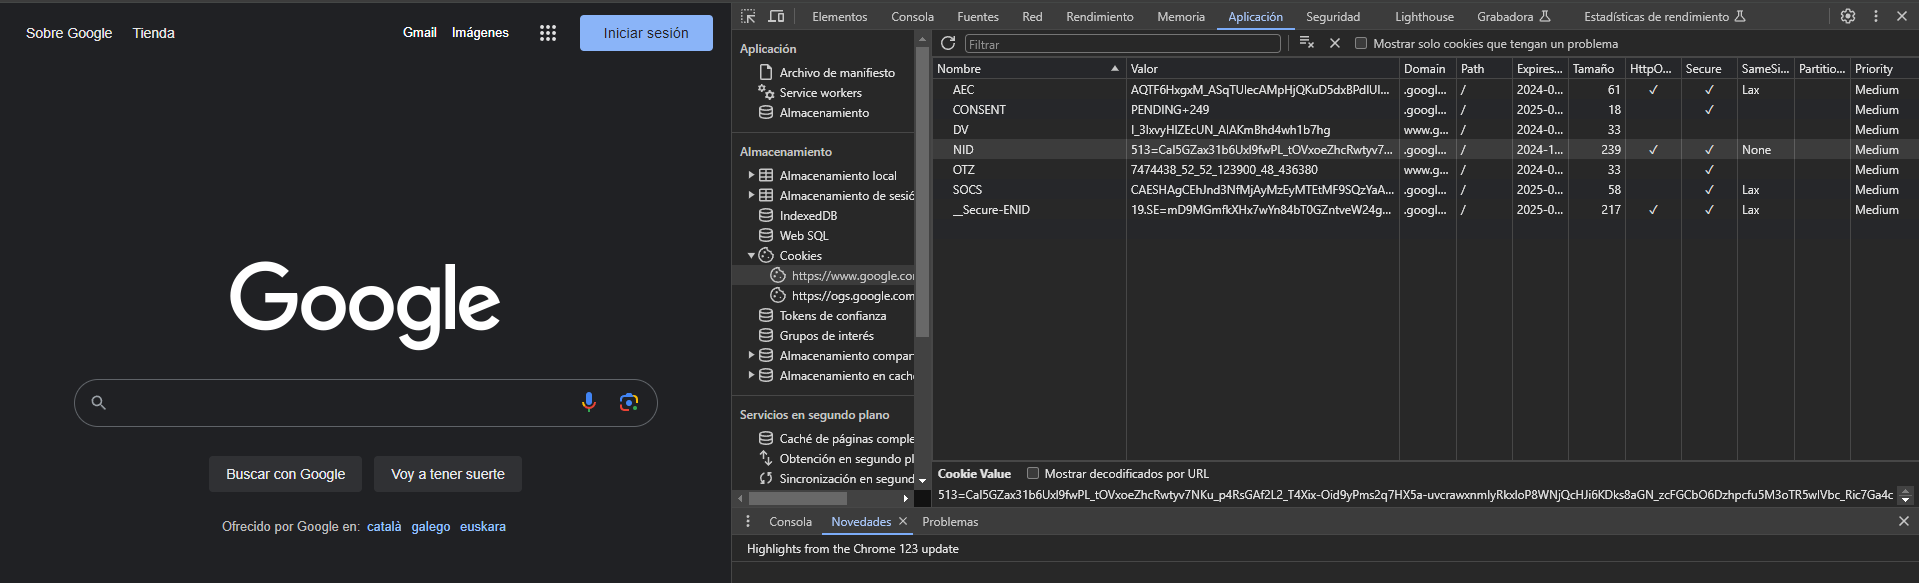 Sobre Google Tienda Gmail Imágenes Iniciar sesión
Google
Buscar con Google Voy a tener suerte
Ofrecido por Google en: català galego euskara
Elementos Consola Fuentes Red Rendimiento Memoria Aplicación Seguridad Lighthouse Grabadora Estadísticas de rendimiento
Aplicación
Archivo de manifiesto
Service workers
Almacenamiento
Almacenamiento
Almacenamiento local
Almacenamiento de sesió
IndexedDB
Web SQL
Cookies
https://www.google.co
https://ogs.google.com
Tokens de confianza
Grupos de interés
Almacenamiento compar
Almacenamiento en cach
Servicios en segundo plano
Caché de páginas comple
Obtención en segundo pl
Sincronización en segund
Filtrar Mostrar solo cookies que tengan un problema
Nombre Valor Domain Path Expires... Tamaño HttpO... Secure SameSi... Partitio... Priority
AEC AQTF6HxgxM_ASqTUlecAMpHjQKuD5dxBPdIUI... .googl... / 2024-0... 61 ✓ ✓ Lax Medium
CONSENT PENDING+249 .googl... / 2025-0... 18 ✓ Medium
DV I_3IxvyHIZEcUN_AIAKmBhd4wh1b7hg www.g... / 2024-0... 33 Medium
NID 513=CaI5GZax31b6UxI9fwPL_tOVxoeZhcRwtyv7... .googl... / 2024-1... 239 ✓ ✓ None Medium
OTZ 7474438_52_52_123900_48_436380 www.g... / 2024-0... 33 ✓ Medium
SOCS CAESHAgCEhJnd3NfMjAyMzEyMTEtMF9SQzYaA... .googl... / 2025-0... 58 ✓ Lax Medium
__Secure-ENID 19.SE=mD9MGmfkXHx7wYn84bT0GZntveW24g... .googl... / 2025-0... 217 ✓ ✓ Lax Medium
Cookie Value Mostrar decodificados por URL
513=CaI5GZax31b6UxI9fwPL_tOVxoeZhcRwtyv7NKu_p4RsGAf2L2_T4Xix-Oid9yPms2q7HX5a-uvcrawxnmIyRkxIoP8WNjQcHJi6KDks8aGN_zcFGCbO6Dzhpcfu5M3oTR5wIVbc_Ric7Ga4c
Consola Novedades Problemas
Highlights from the Chrome 123 update